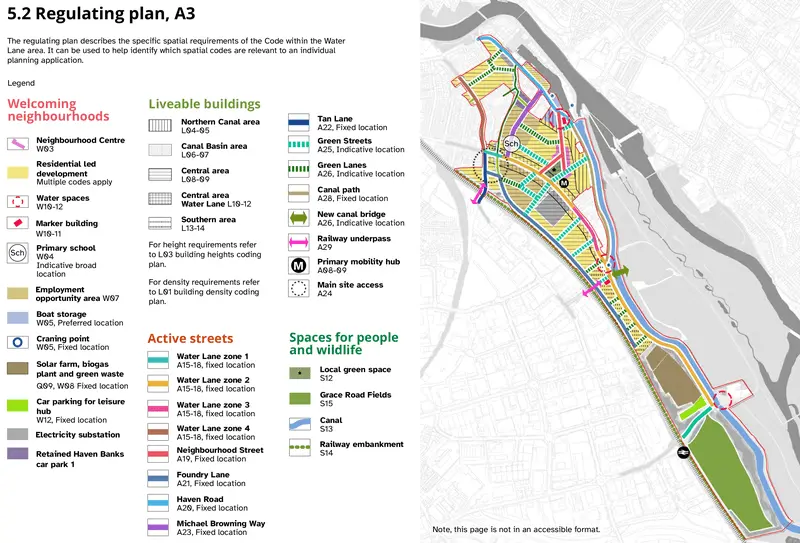 5.2 Regulating plan, A3
The regulating plan describes the specific spatial requirements of the Code within the Water
Lane area. It can be used to help identify which spatial codes are relevant to an individual
planning application.
Legend
Welcoming
neighbourhoods
Neighbourhood Centre
W03
Residential led
development
Multiple codes apply
Water spaces
W10-12
Marker building
W10-11
Sch
Primary school
W04
Indicative broad
location
Employment
opportunity area W07
Boat storage
W05, Preferred location
Craning point
W05, Fixed location
Solar farm, biogas
plant and green waste
Q09, W08 Fixed location
Car parking for leisure
hub
W12, Fixed location
Electricity substation
Retained Haven Banks
car park 1
Liveable buildings
Northern Canal area
L04-05
Canal Basin area
L06-07
Central area
L08-09
Central area
Water Lane L10-12
Southern area
L13-14
For height requirements refer
to L03 building heights coding
plan.
For density requirements refer
to L01 building density coding
plan.
Active streets
Water Lane zone 1
A15-18, fixed location
Water Lane zone 2
A15-18, fixed location
Water Lane zone 3
A15-18, fixed location
Water Lane zone 4
A15-18, fixed location
Neighbourhood Street
A19, Fixed location
Foundry Lane
A21, Fixed location
Haven Road
A20, Fixed location
Michael Browning Way
A23, Fixed location
Tan Lane
A22, Fixed location
Green Streets
A25, Indicative location
Green Lanes
A26, Indicative location
Canal path
A28, Fixed location
New canal bridge
A26, Indicative location
Railway underpass
A29
M
Primary mobility hub
A08-09
Main site access
A24
Spaces for people
and wildlife
Local green space
S12
Grace Road Fields
S15
Canal
S13
Railway embankment
S14
Sch
M
Note, this page is not in an accessible format.